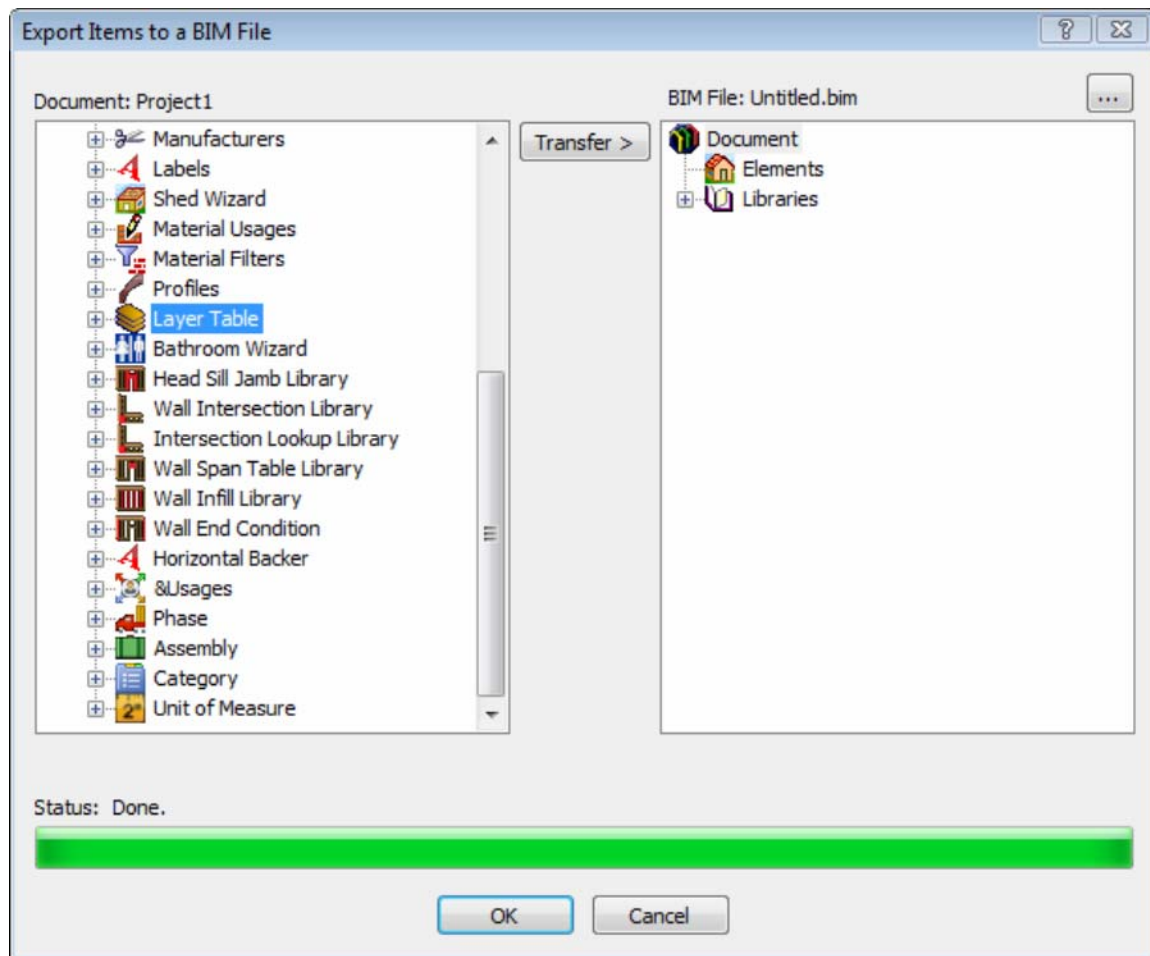 Export Items to a BIM File
Document: Project1
Manufacturers
Labels
Shed Wizard
Material Usages
Material Filters
Profiles
Layer Table
Bathroom Wizard
Head Sill Jamb Library
Wall Intersection Library
Intersection Lookup Library
Wall Span Table Library
Wall Infill Library
Wall End Condition
Horizontal Backer
&Usages
Phase
Assembly
Category
Unit of Measure
Transfer >
BIM File: Untitled.bim
...
Document
Elements
Libraries
Status: Done.
OK
Cancel